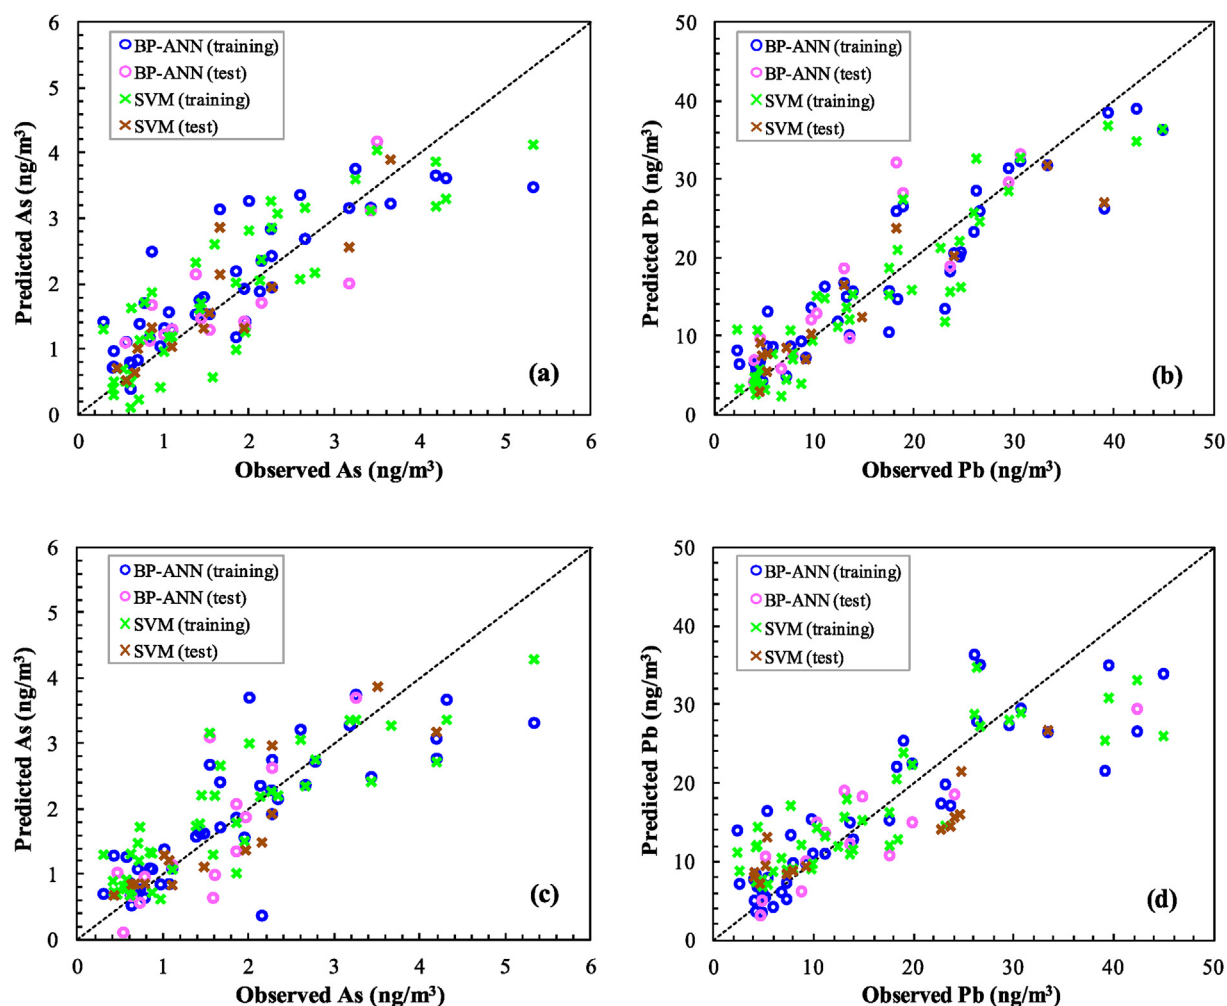 6
5
4
3
2
1
0
Predicted As (ng/m³)
BP-ANN (training)
BP-ANN (test)
SVM (training)
SVM (test)
(a)
0 1 2 3 4 5 6
Observed As (ng/m³)
50
40
30
20
10
0
Predicted Pb (ng/m³)
BP-ANN (training)
BP-ANN (test)
SVM (training)
SVM (test)
(b)
0 10 20 30 40 50
Observed Pb (ng/m³)
6
5
4
3
2
1
0
Predicted As (ng/m³)
BP-ANN (training)
BP-ANN (test)
SVM (training)
SVM (test)
(c)
0 1 2 3 4 5 6
Observed As (ng/m³)
50
40
30
20
10
0
Predicted Pb (ng/m³)
BP-ANN (training)
BP-ANN (test)
SVM (training)
SVM (test)
(d)
0 10 20 30 40 50
Observed Pb (ng/m³)